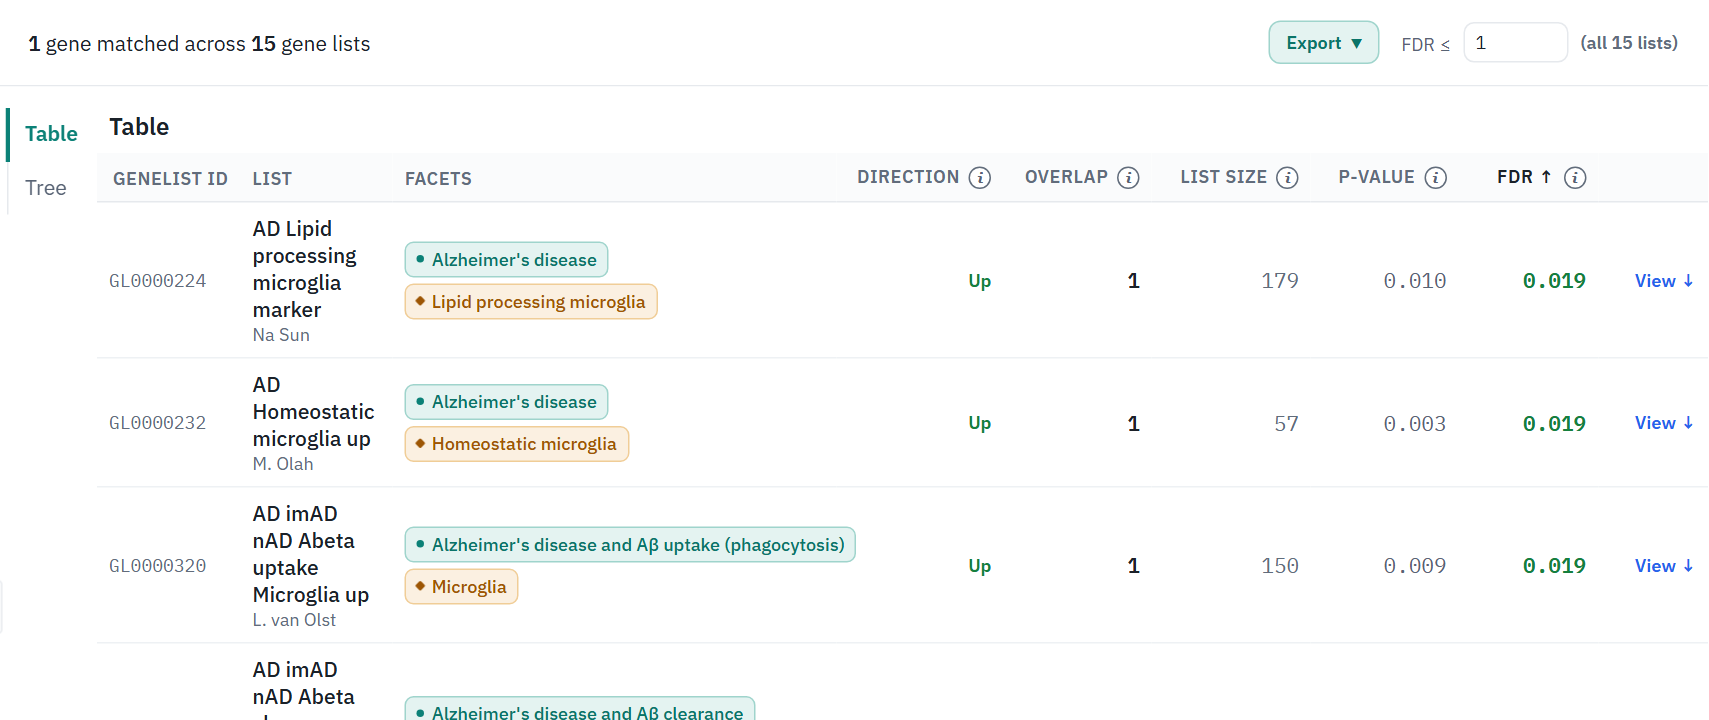 1 gene matched across 15 gene lists
Export ▼
FDR ≤
1
(all 15 lists)
Table
Tree
Table
GENELIST ID LIST FACETS DIRECTION i OVERLAP i LIST SIZE i P-VALUE i FDR ↑ i
GL0000224
AD Lipid
processing
microglia
marker
Na Sun
Alzheimer's disease
Lipid processing microglia
Up 1 179 0.010 0.019 View ↓
GL0000232
AD
Homeostatic
microglia up
M. Olah
Alzheimer's disease
Homeostatic microglia
Up 1 57 0.003 0.019 View ↓
GL0000320
AD imAD
nAD Abeta
uptake
Microglia up
L. van Olst
Alzheimer's disease and Aβ uptake (phagocytosis)
Microglia
Up 1 150 0.009 0.019 View ↓
AD imAD
nAD Abeta
Alzheimer's disease and Aβ clearance